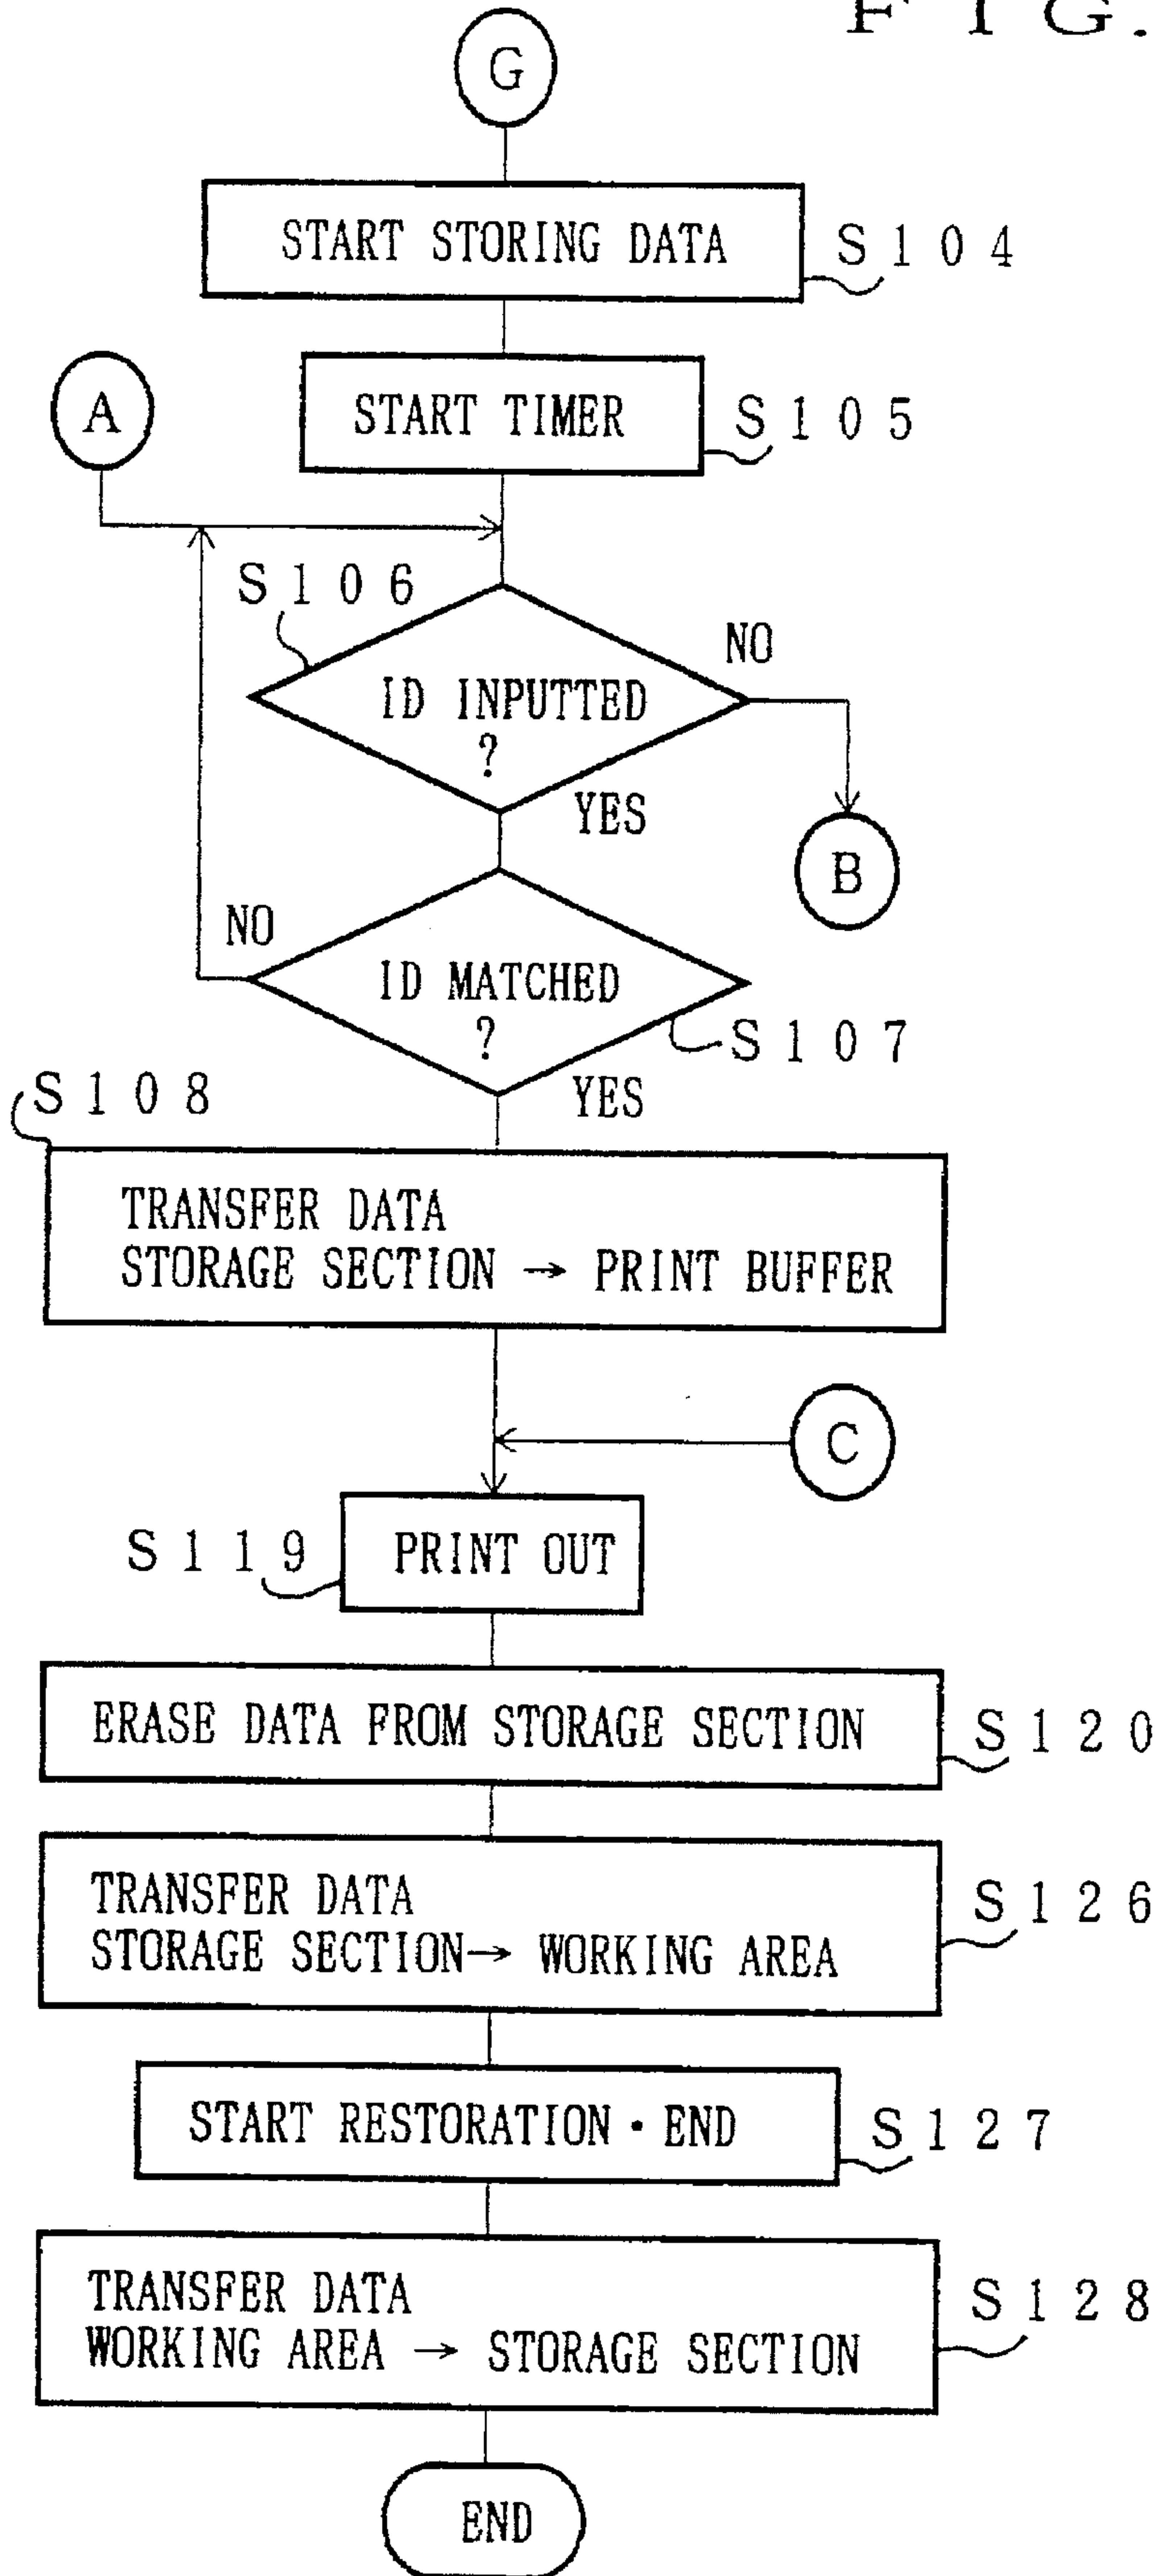 F I G.
G
START STORING DATA
S 1 0 4
A
START TIMER
S 1 0 5
S 1 0 6
NO
ID INPUTTED
?
YES
B
NO
ID MATCHED
?
S 1 0 7
YES
S 1 0 8
TRANSFER DATA
STORAGE SECTION → PRINT BUFFER
C
S 1 1 9
PRINT OUT
ERASE DATA FROM STORAGE SECTION
S 1 2 0
TRANSFER DATA
STORAGE SECTION→ WORKING AREA
S 1 2 6
START RESTORATION・END
S 1 2 7
TRANSFER DATA
WORKING AREA → STORAGE SECTION
S 1 2 8
END